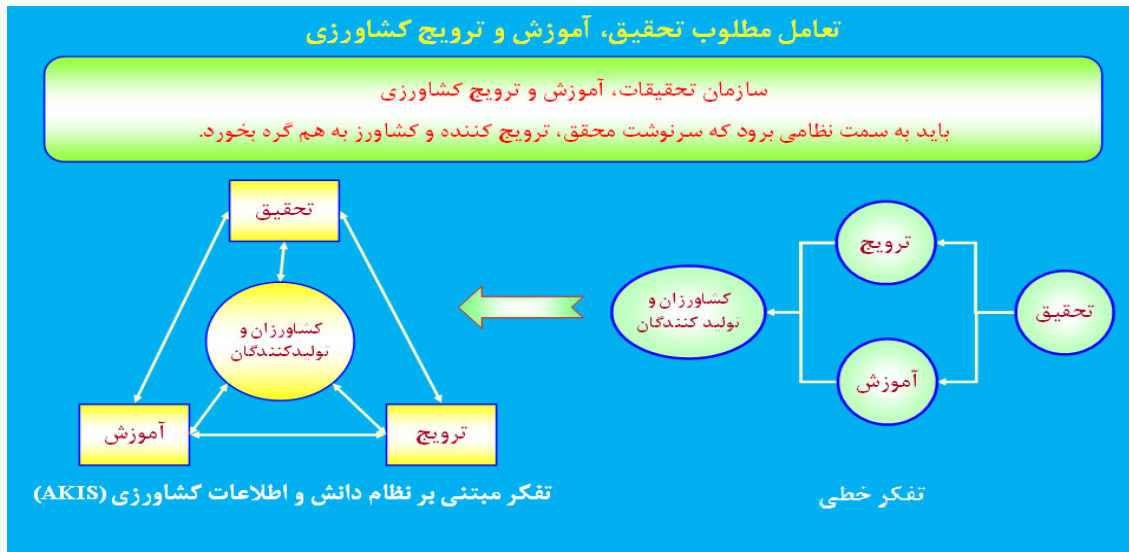 تعامل مطلوب تحقیق، آموزش و ترویج کشاورزی
سازمان تحقیقات، آموزش و ترویج کشاورزی
باید به سمت نظامی برود که سرنوشت محقق، ترویج کننده و کشاورز به هم گره بخورد.
تحقیق
ترویج
آموزش
کشاورزان و
تولید کنندگان
تفکر خطی
تحقیق
کشاورزان و
تولیدکنندگان
ترویج
آموزش
تفکر مبتنی بر نظام دانش و اطلاعات کشاورزی (AKIS)